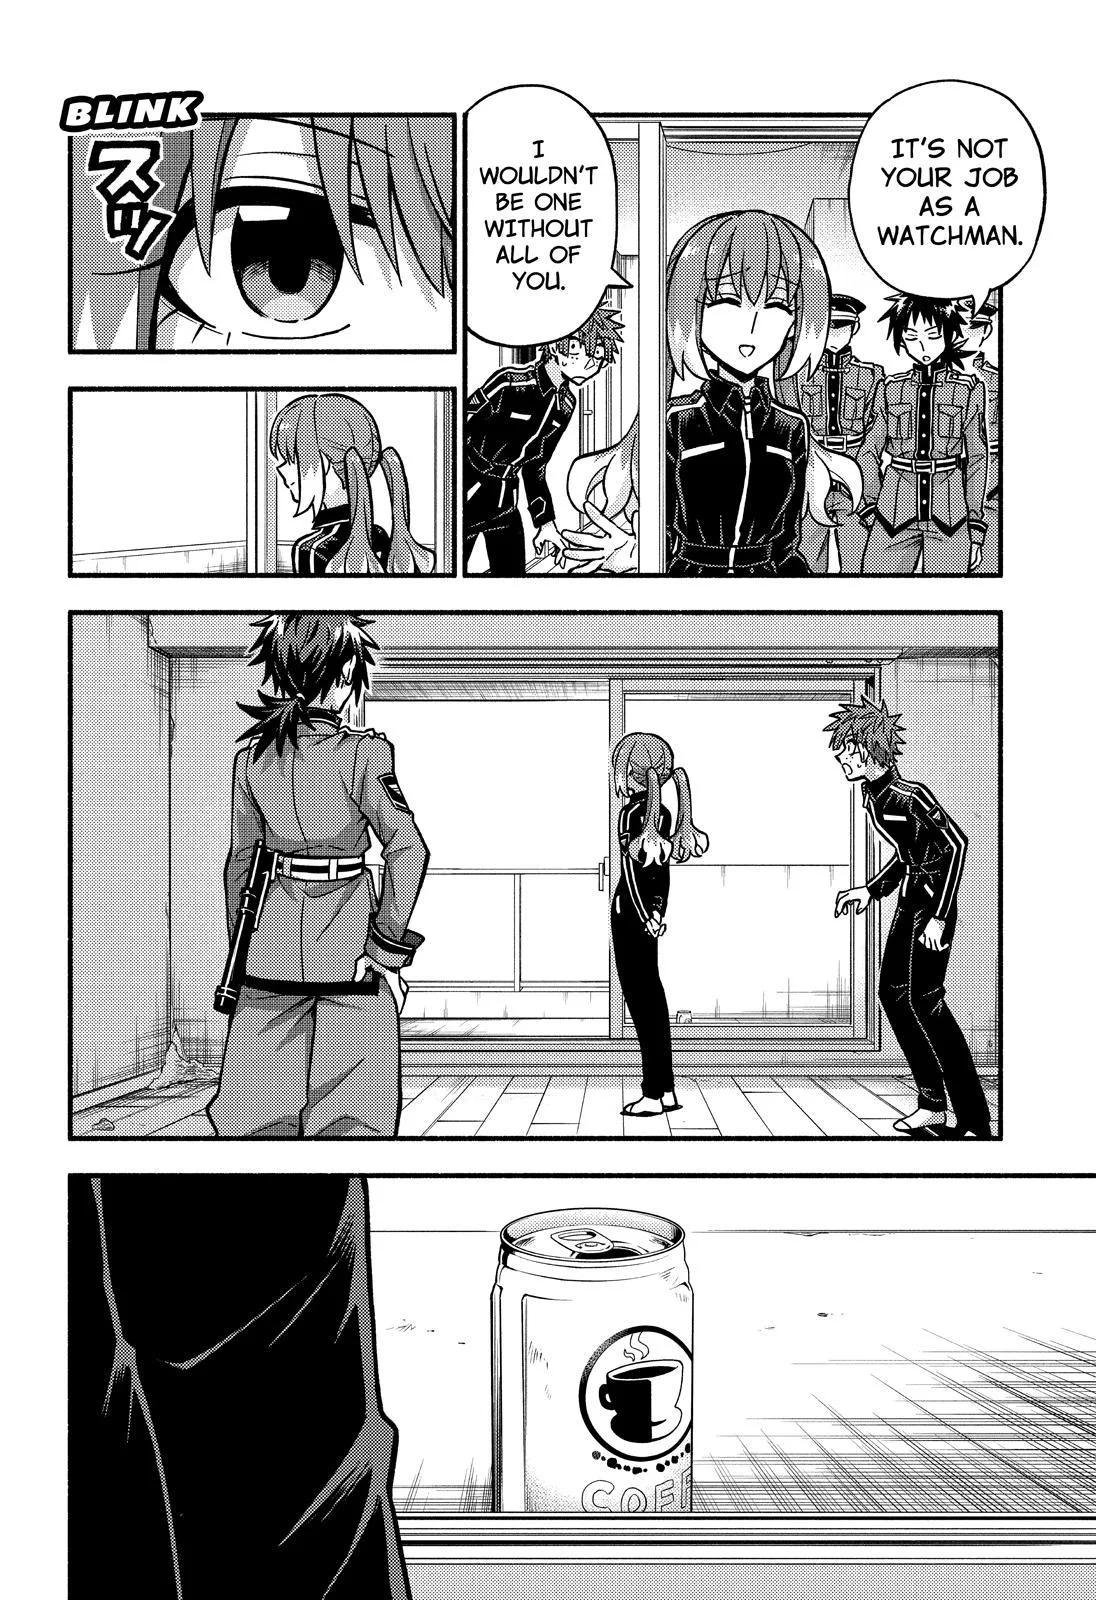 IT'S NOT
YOUR JOB
AS A
WATCHMAN.
I
WOULDN'T
BE ONE
WITHOUT
ALL OF
YOU.
BLINK
スッ
COFF